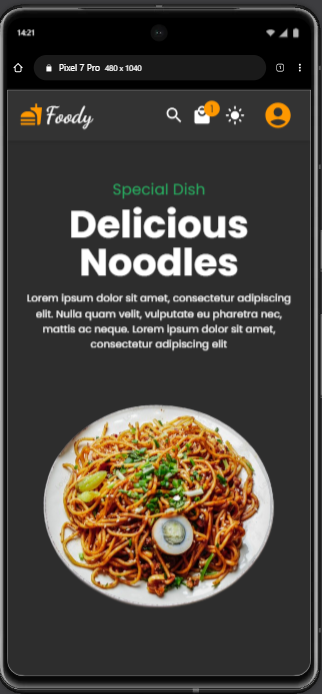 14:21
Pixel 7 Pro 480 x 1040
1
Foody
1
Special Dish
Delicious
Noodles
Lorem ipsum dolor sit amet, consectetur adipiscing
elit. Nulla quam velit, vulputate eu pharetra nec,
mattis ac neque. Lorem ipsum dolor sit amet,
consectetur adipiscing elit